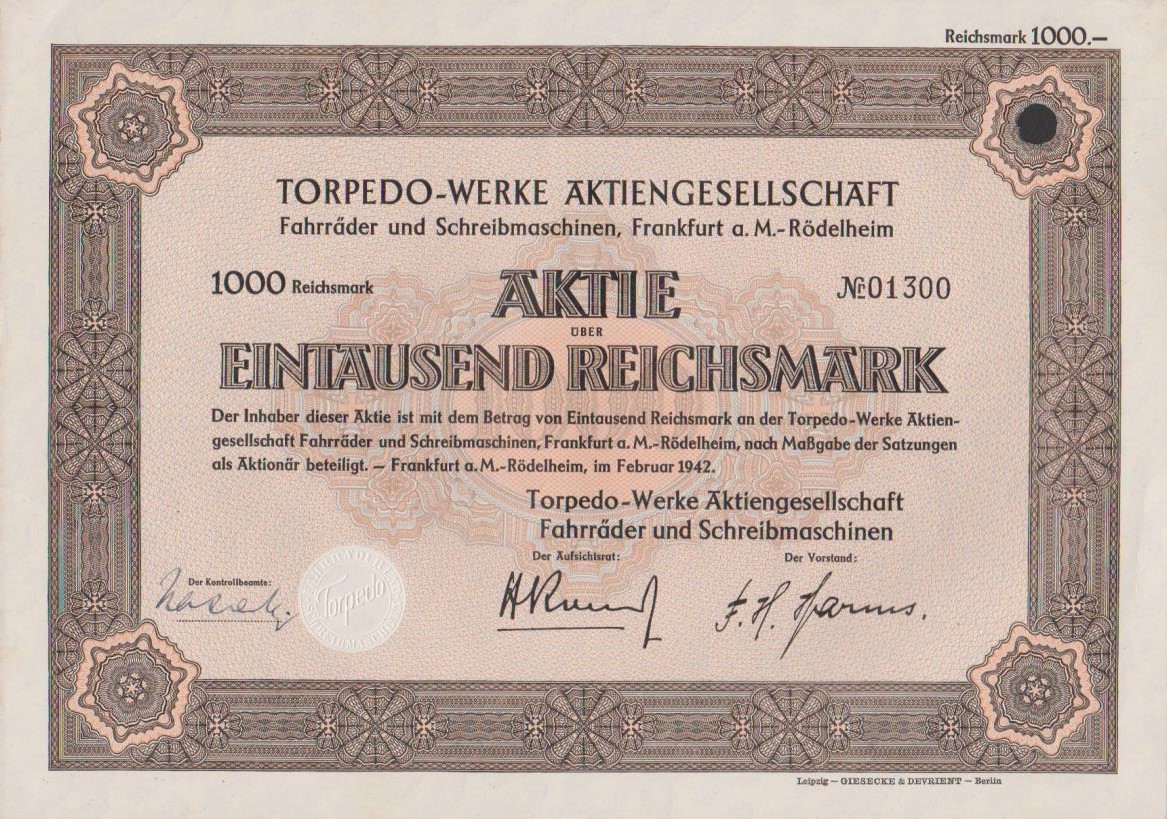 Reichsmark 1000.—
TORPEDO-WERKE AKTIENGESELLSCHAFT
Fahrräder und Schreibmaschinen, Frankfurt a. M.-Rödelheim
1000 Reichsmark
AKTIE
№ 01300
ÜBER
EINTAUSEND REICHSMARK
Der Inhaber dieser Aktie ist mit dem Betrag von Eintausend Reichsmark an der Torpedo-Werke Aktien-
gesellschaft Fahrräder und Schreibmaschinen, Frankfurt a. M.-Rödelheim, nach Maßgabe der Satzungen
als Aktionär beteiligt. — Frankfurt a. M.-Rödelheim, im Februar 1942.
Torpedo-Werke Aktiengesellschaft
Fahrräder und Schreibmaschinen
Der Aufsichtsrat:
Der Vorstand:
Der Kontrollbeamte:
Torpedo
F. H. Harms.
Leipzig — GIESECKE & DEVRIENT — Berlin